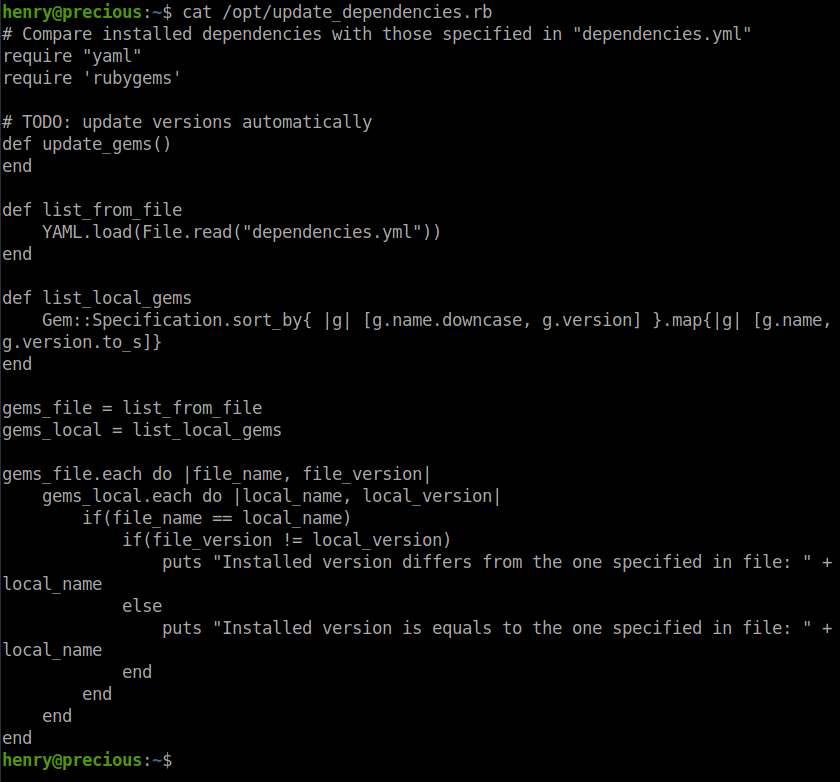 henry@precious:~$ cat /opt/update_dependencies.rb
# Compare installed dependencies with those specified in "dependencies.yml"
require "yaml"
require 'rubygems'

# TODO: update versions automatically
def update_gems()
end

def list_from_file
    YAML.load(File.read("dependencies.yml"))
end

def list_local_gems
    Gem::Specification.sort_by{ |g| [g.name.downcase, g.version] }.map{|g| [g.name,
g.version.to_s]}
end

gems_file = list_from_file
gems_local = list_local_gems

gems_file.each do |file_name, file_version|
    gems_local.each do |local_name, local_version|
        if(file_name == local_name)
            if(file_version != local_version)
                puts "Installed version differs from the one specified in file: " +
local_name
            else
                puts "Installed version is equals to the one specified in file: " +
local_name
            end
        end
    end
end
henry@precious:~$